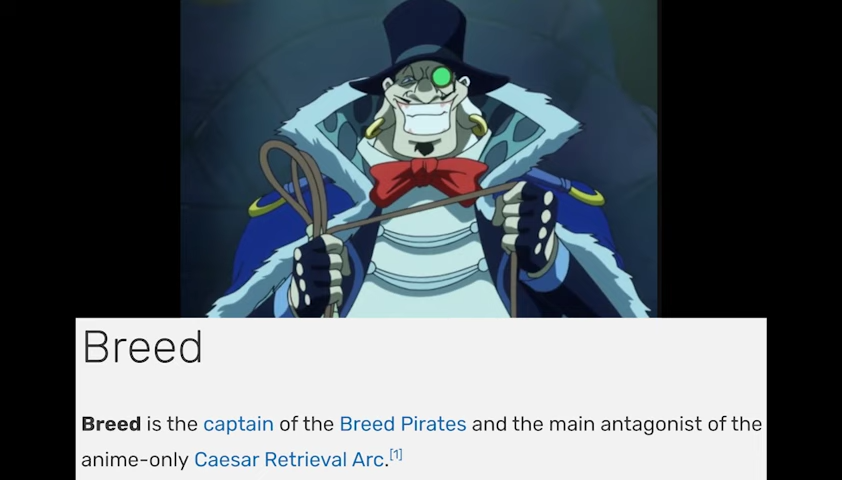 Breed
Breed is the captain of the Breed Pirates and the main antagonist of the
anime-only Caesar Retrieval Arc.[1]